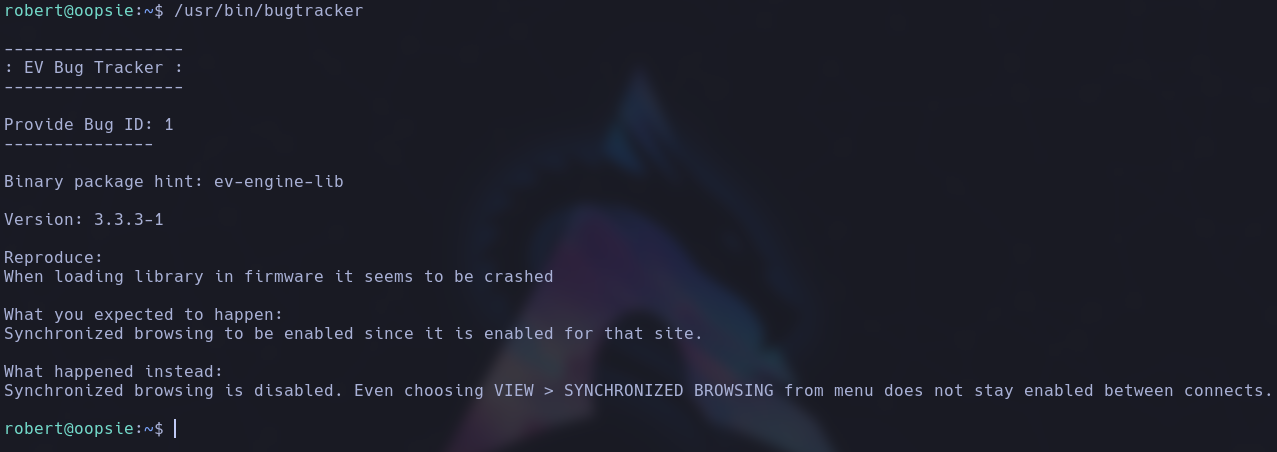 robert@oopsie:~$ /usr/bin/bugtracker
------------------
: EV Bug Tracker :
------------------
Provide Bug ID: 1
---------------
Binary package hint: ev-engine-lib
Version: 3.3.3-1
Reproduce:
When loading library in firmware it seems to be crashed
What you expected to happen:
Synchronized browsing to be enabled since it is enabled for that site.
What happened instead:
Synchronized browsing is disabled. Even choosing VIEW > SYNCHRONIZED BROWSING from menu does not stay enabled between connects.
robert@oopsie:~$